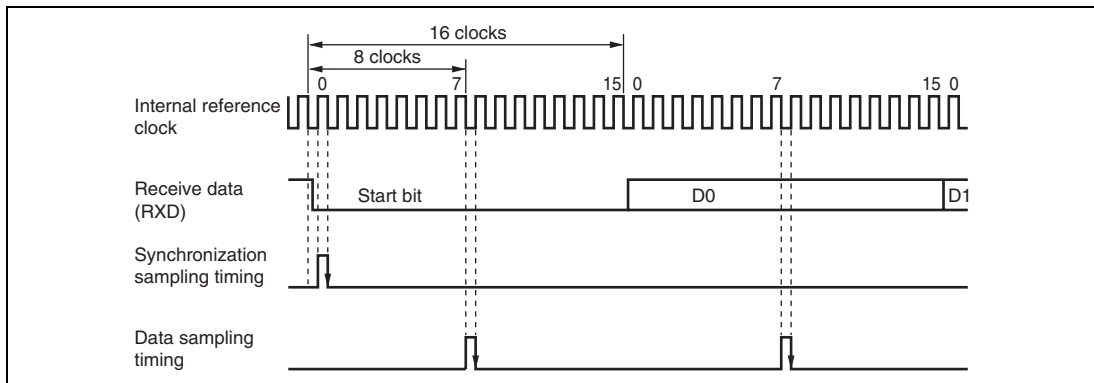 16 clocks
8 clocks
0 7 15 0 7 15 0
Internal reference
clock
Receive data
(RXD)
Start bit D0 D1
Synchronization
sampling timing
Data sampling
timing